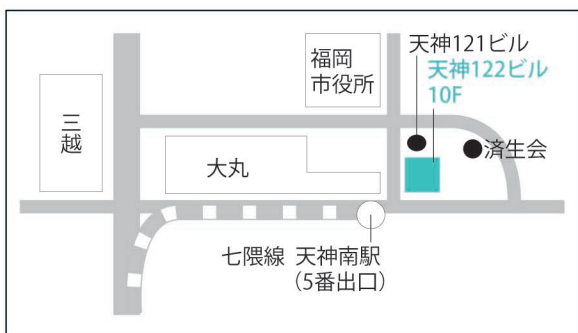 天神121ビル
福岡
市役所
天神122ビル
10F
三越
大丸
済生会
七隈線 天神南駅
(5番出口)